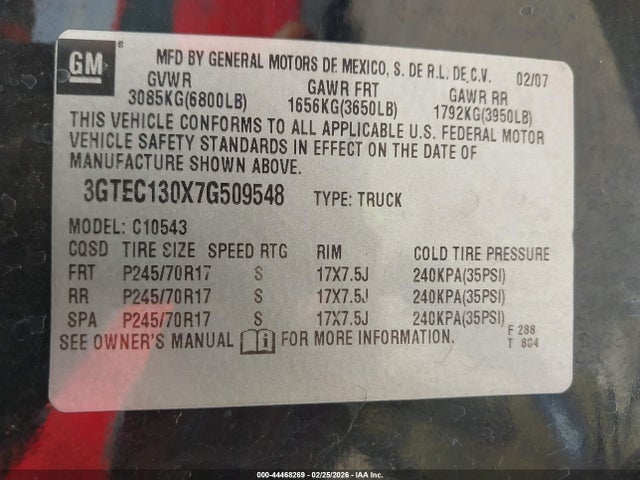 GM
MFD BY GENERAL MOTORS DE MEXICO, S. DE R.L. DE C.V. 02/07
GVWR GAWR FRT GAWR RR
3085KG(6800LB) 1656KG(3650LB) 1792KG(3950LB)
THIS VEHICLE CONFORMS TO ALL APPLICABLE U.S. FEDERAL MOTOR
VEHICLE SAFETY STANDARDS IN EFFECT ON THE DATE OF
MANUFACTURE SHOWN ABOVE.
3GTEC130X7G509548 TYPE: TRUCK
MODEL: C10543
CQSD TIRE SIZE SPEED RTG RIM COLD TIRE PRESSURE
FRT P245/70R17 S 17X7.5J 240KPA(35PSI)
RR P245/70R17 S 17X7.5J 240KPA(35PSI)
SPA P245/70R17 S 17X7.5J 240KPA(35PSI)
SEE OWNER'S MANUAL FOR MORE INFORMATION.
F 288
T 804
000-44468269 - 02/25/2026 - IAA Inc.